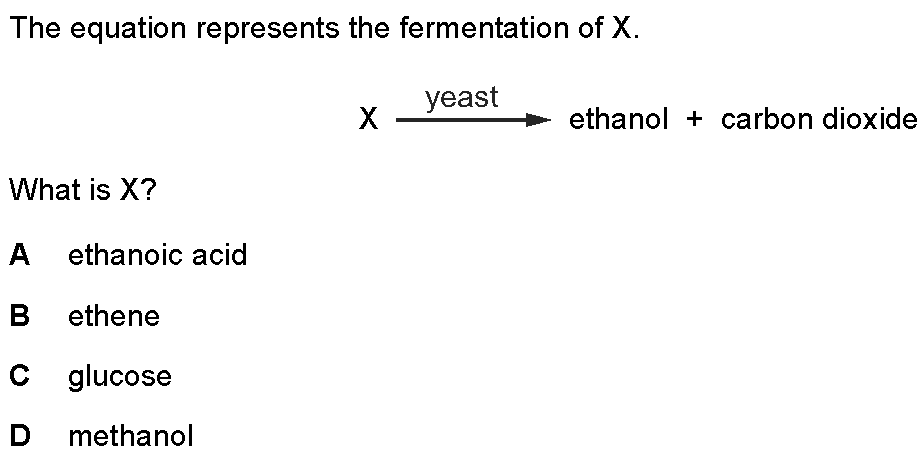 The equation represents the fermentation of X.
yeast
X ethanol + carbon dioxide
What is X?
A ethanoic acid
B ethene
C glucose
D methanol